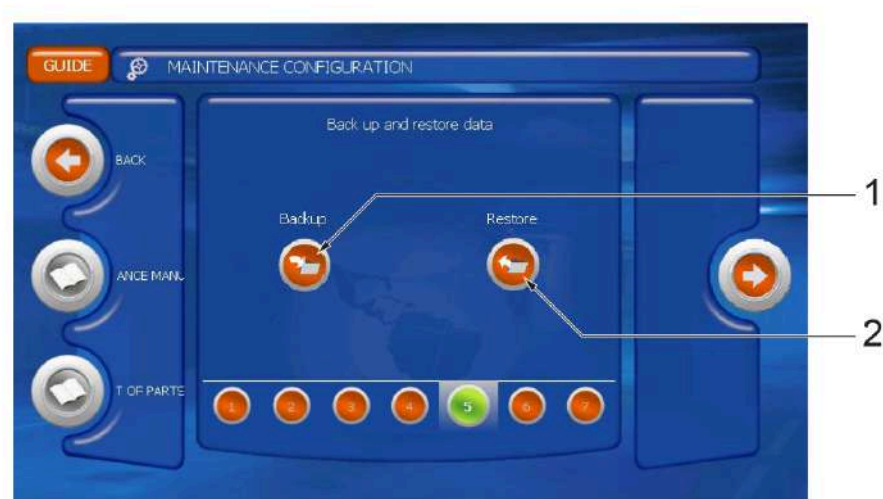 GUIDE
MAINTENANCE CONFIGURATION
Back up and restore data
BACK
1
Backup
Restore
ANCE MANU
2
T OF PARTS
1 2 3 4 5 6 7